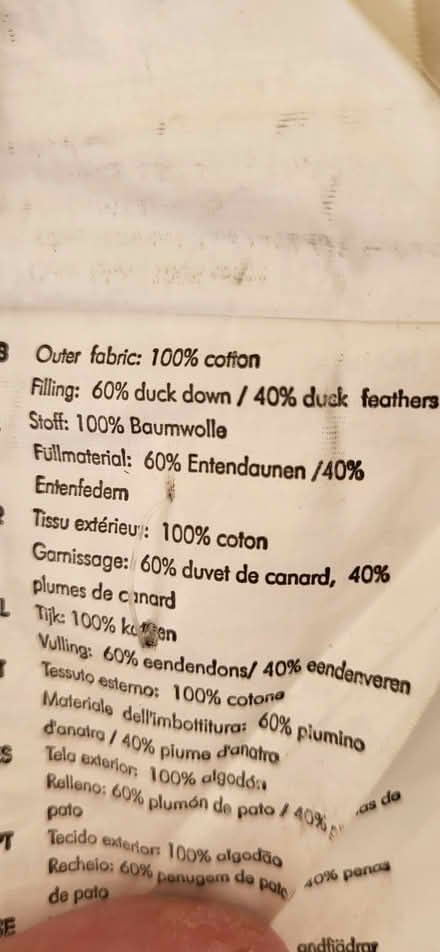 Outer fabric: 100% cotton
Filling: 60% duck down / 40% duck feathers
Stoff: 100% Baumwolle
Füllmaterial: 60% Entendaunen /40%
Entenfedern
Tissu extérieur: 100% coton
Garnissage: 60% duvet de canard, 40%
plumes de canard
L Tijk: 100% katoen
Vulling: 60% eendendons/ 40% eendenveren
Tessuto esterno: 100% cotone
Materiale dell'imbottitura: 60% piumino
d'anatra / 40% piume d'anatra
S Tela exterior: 100% algodón
Relleno: 60% plumón de pato / 40% de
pato
PT Tecido exterior: 100% algodão
Recheio: 60% penugem de pato 40% penas
de pato
SE andfjädrar